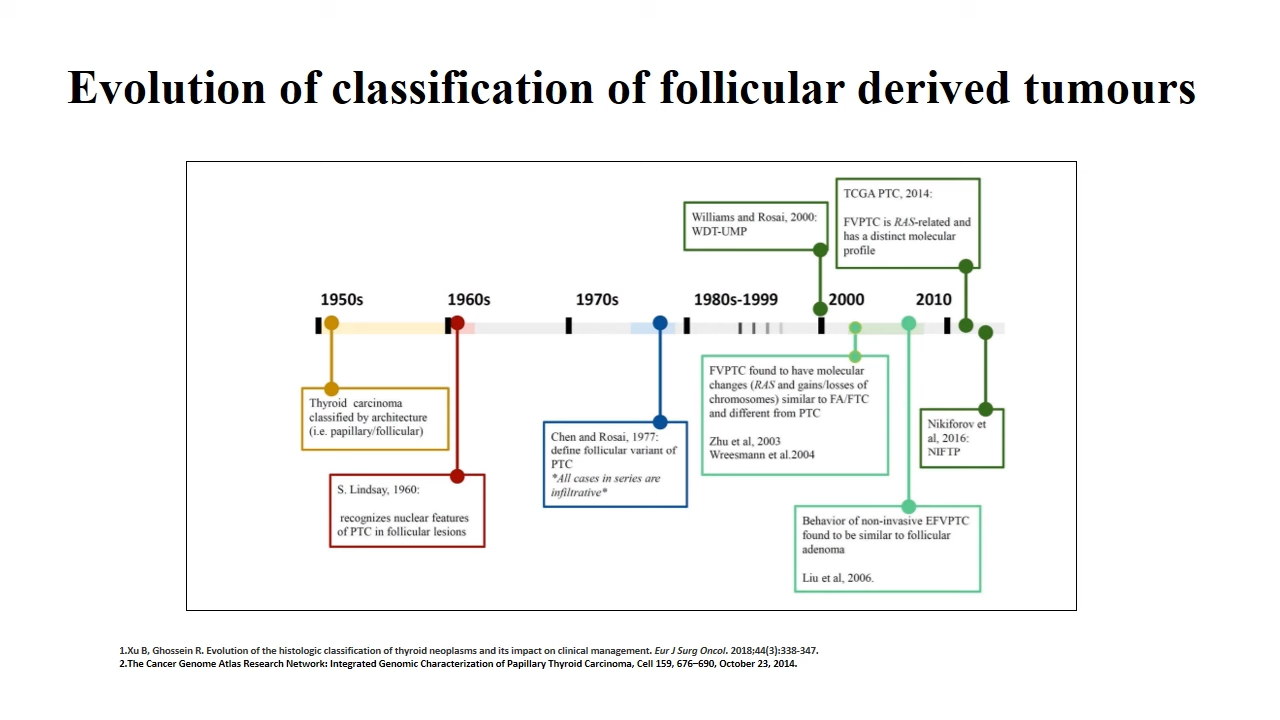 Evolution of classification of follicular derived tumours
Williams and Rosai, 2000:
WDT-UMP
TCGA PTC, 2014:
FVPTC is RAS-related and
has a distinct molecular
profile
1950s
1960s
1970s
1980s-1999
2000
2010
Thyroid carcinoma
classified by architecture
(i.e. papillary/follicular)
S. Lindsay, 1960:
recognizes nuclear features
of PTC in follicular lesions
Chen and Rosai, 1977:
define follicular variant of
PTC
*All cases in series are
infiltrative*
FVPTC found to have molecular
changes (RAS and gains/losses of
chromosomes) similar to FA/FTC
and different from PTC
Zhu et al, 2003
Wreesmann et al.2004
Behavior of non-invasive EFVPTC
found to be similar to follicular
adenoma
Liu et al, 2006.
Nikiforov et
al, 2016:
NIFTP
1.Xu B, Ghossein R. Evolution of the histologic classification of thyroid neoplasms and its impact on clinical management. Eur J Surg Oncol. 2018;44(3):338-347.
2.The Cancer Genome Atlas Research Network: Integrated Genomic Characterization of Papillary Thyroid Carcinoma, Cell 159, 676–690, October 23, 2014.